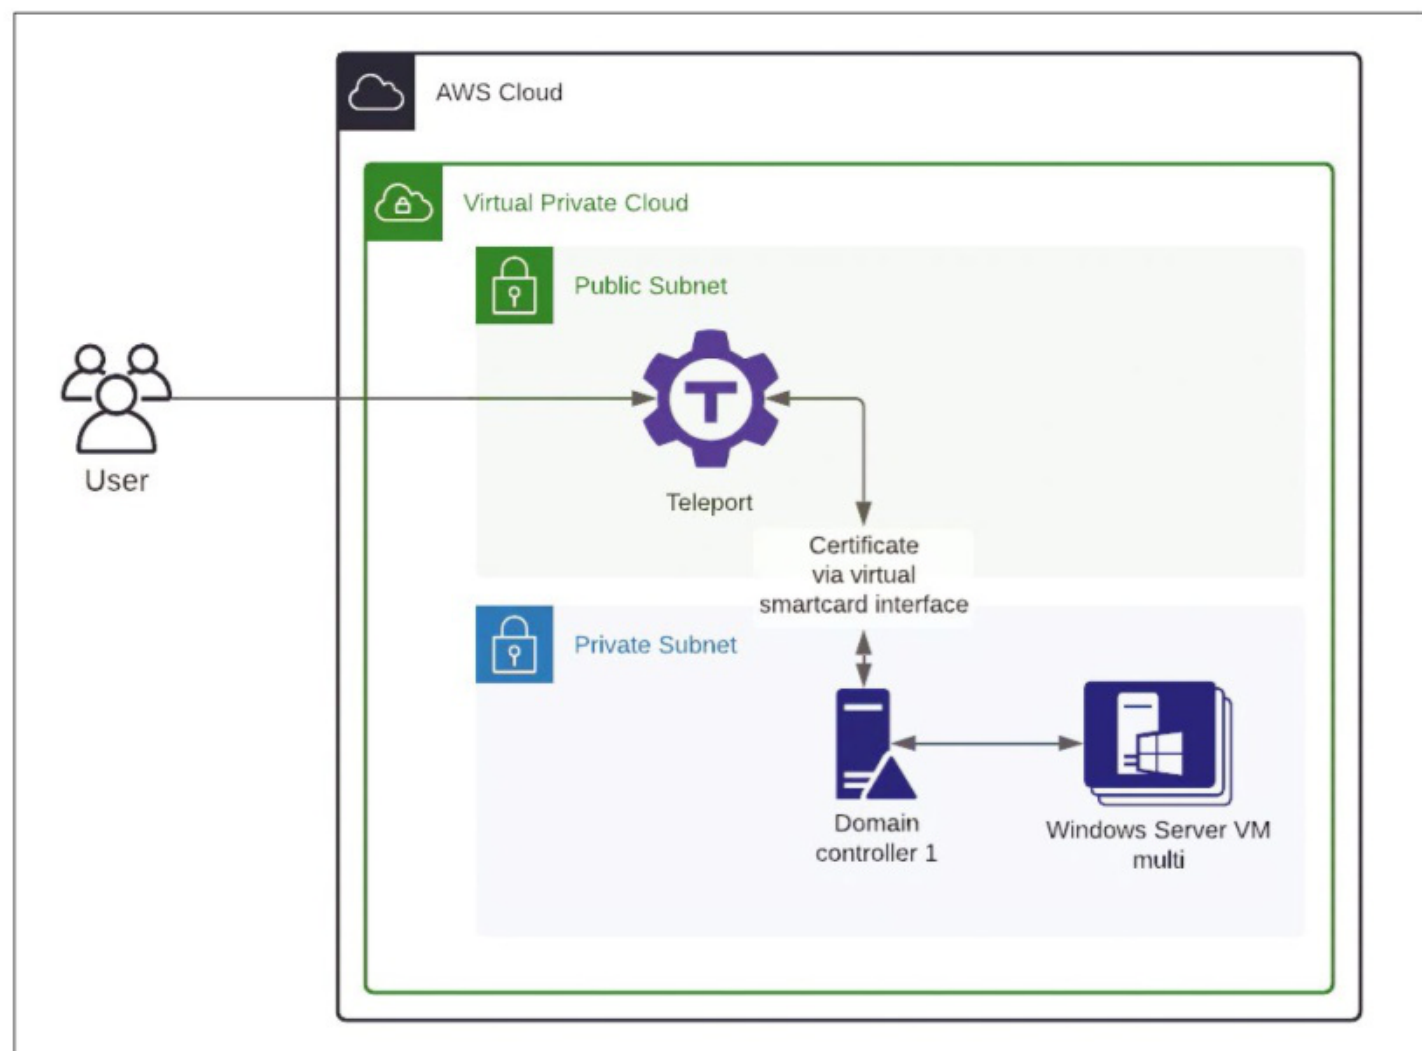 AWS Cloud
Virtual Private Cloud
Public Subnet
T
User
Teleport
Certificate
via virtual
smartcard interface
Private Subnet
Domain
controller 1
Windows Server VM
multi